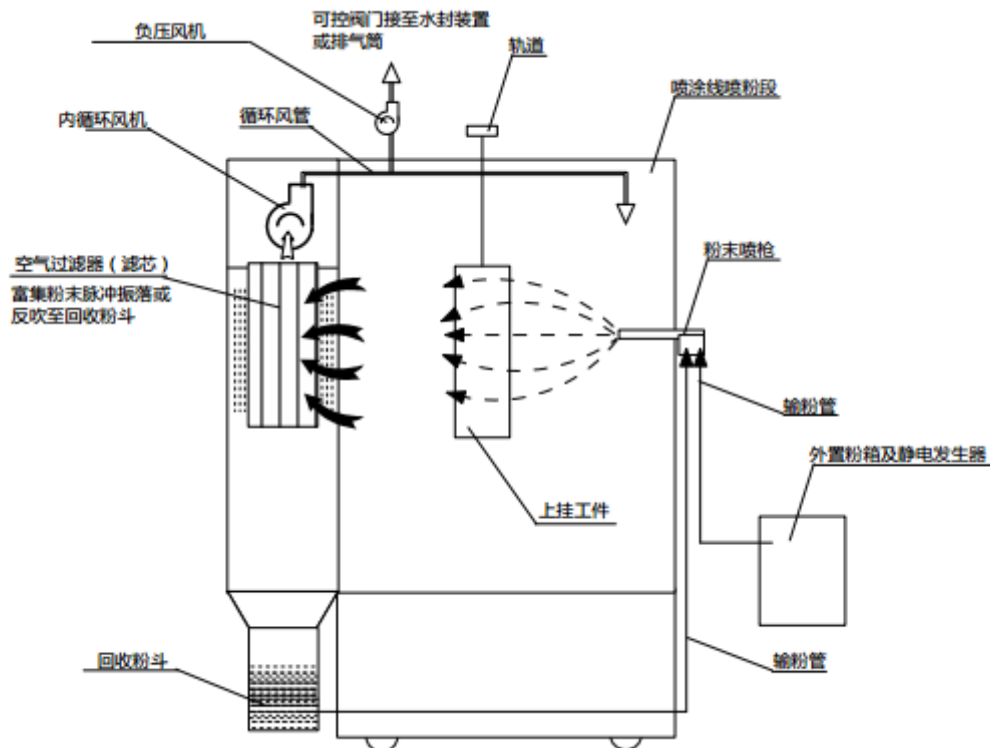 可控阀门接至水封装置
或排气筒
负压风机
轨道
喷涂线喷粉段
内循环风机
循环风管
粉末喷枪
空气过滤器（滤芯）
富集粉末脉冲振落或
反吹至回收粉斗
输粉管
外置粉箱及静电发生器
上挂工件
回收粉斗
输粉管